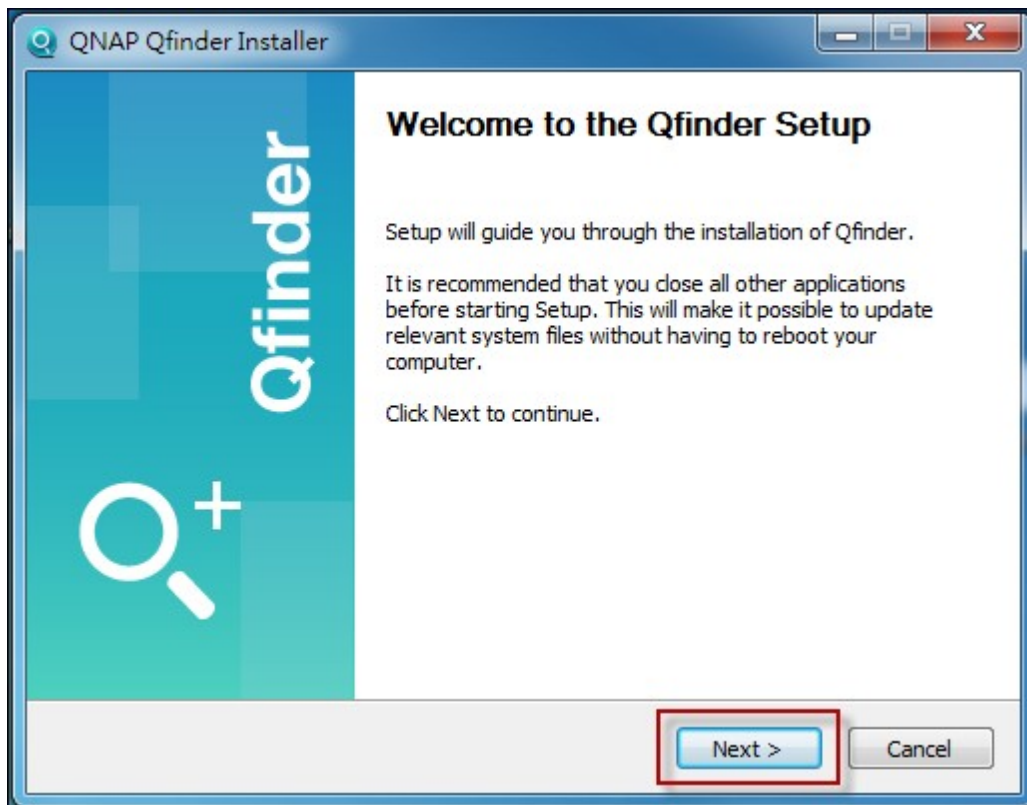 QNAP Qfinder Installer
Qfinder
Welcome to the Qfinder Setup
Setup will guide you through the installation of Qfinder.
It is recommended that you close all other applications
before starting Setup. This will make it possible to update
relevant system files without having to reboot your
computer.
Click Next to continue.
Next >
Cancel